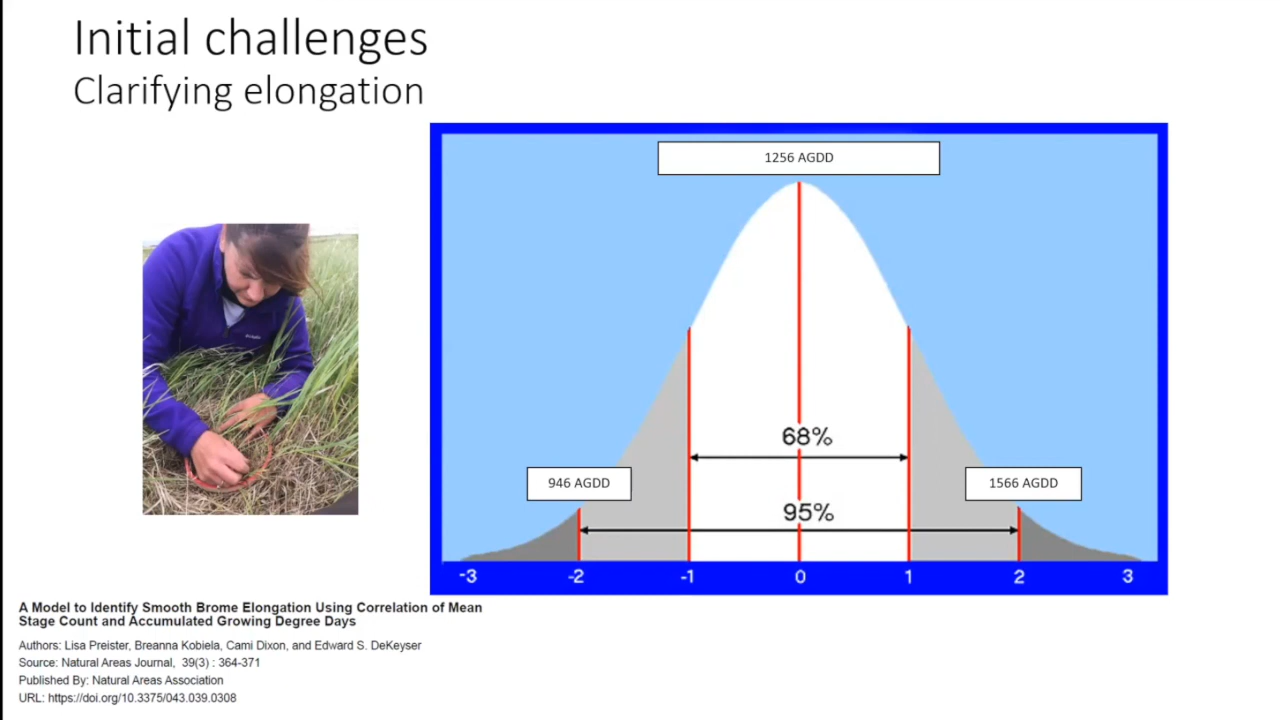 Initial challenges
Clarifying elongation
1256 AGDD
68%
946 AGDD
1566 AGDD
95%
-3 -2 -1 0 1 2 3
A Model to Identify Smooth Brome Elongation Using Correlation of Mean
Stage Count and Accumulated Growing Degree Days
Authors: Lisa Preister, Breanna Kobiela, Cami Dixon, and Edward S. DeKeyser
Source: Natural Areas Journal, 39(3) : 364-371
Published By: Natural Areas Association
URL: https://doi.org/10.3375/043.039.0308